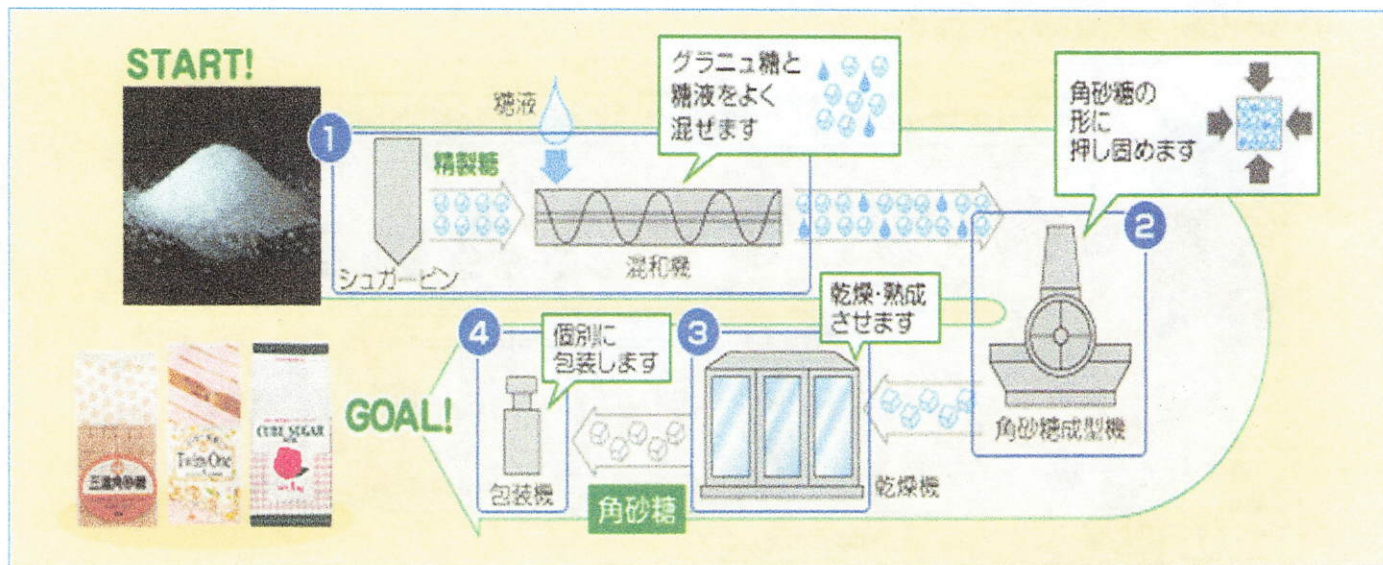 START!
1
糖液
グラニュ糖と
糖液をよく
混ぜます
精製糖
シュガービン
混和機
角砂糖の
形に
押し固めます
2
角砂糖成型機
乾燥・熟成
させます
3
乾燥機
角砂糖
4
個別に
包装します
包装機
GOAL!
Twin-One
CUBE SUGAR